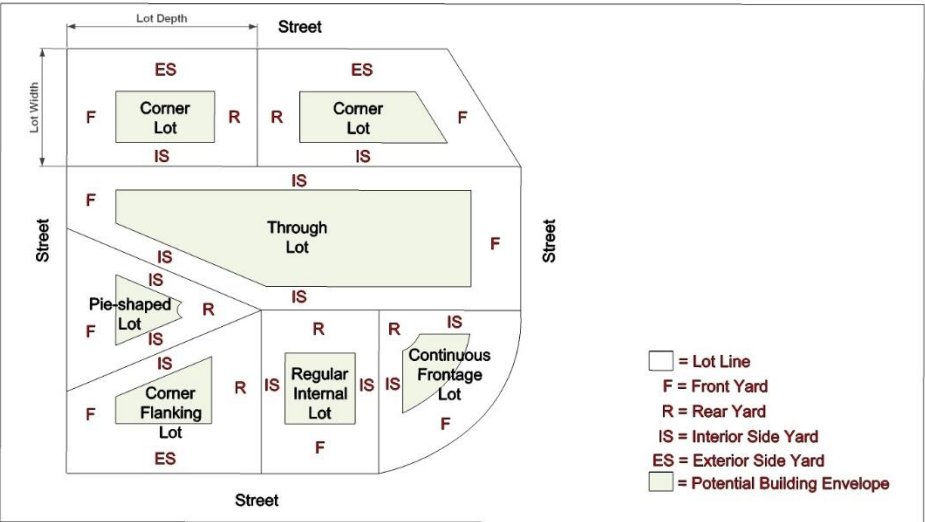 Lot Depth
Street
Lot Width
ES
ES
F
Corner
Lot
R
R
Corner
Lot
F
IS
IS
IS
F
Through
Lot
F
Street
Street
IS
IS
IS
Pie-shaped
Lot
R
F
IS
R
R
IS
IS
Continuous
Frontage
Lot
IS
Regular
Internal
Lot
IS
IS
R
Corner
Flanking
Lot
F
F
F
ES
Street
= Lot Line
F = Front Yard
R = Rear Yard
IS = Interior Side Yard
ES = Exterior Side Yard
= Potential Building Envelope